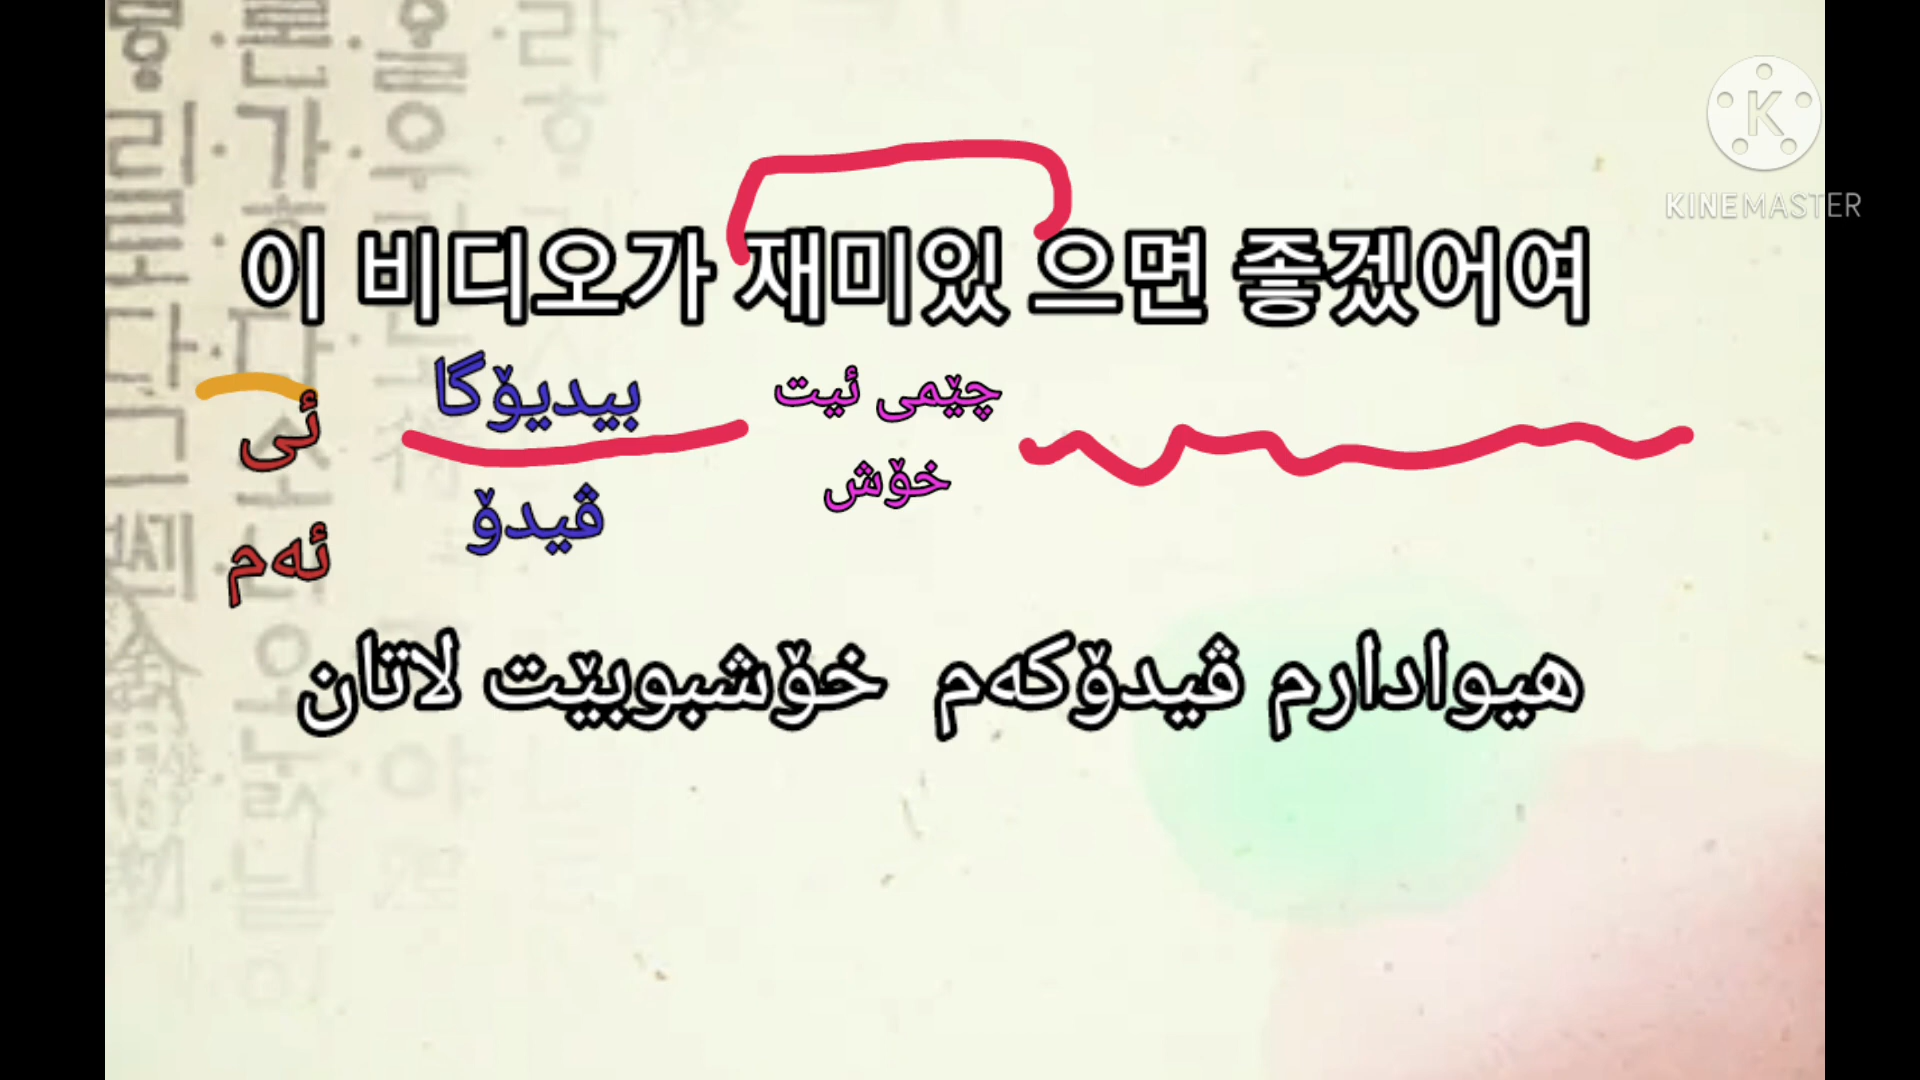 KINEMASTER
이 비디오가 재미있 으면 좋겠어여
ئی
بیدیۆگا
چێمی ئیت
ئەم
ڤیدۆ
خۆش
هیوادارم ڤیدۆکەم خۆشبوبێت لاتان